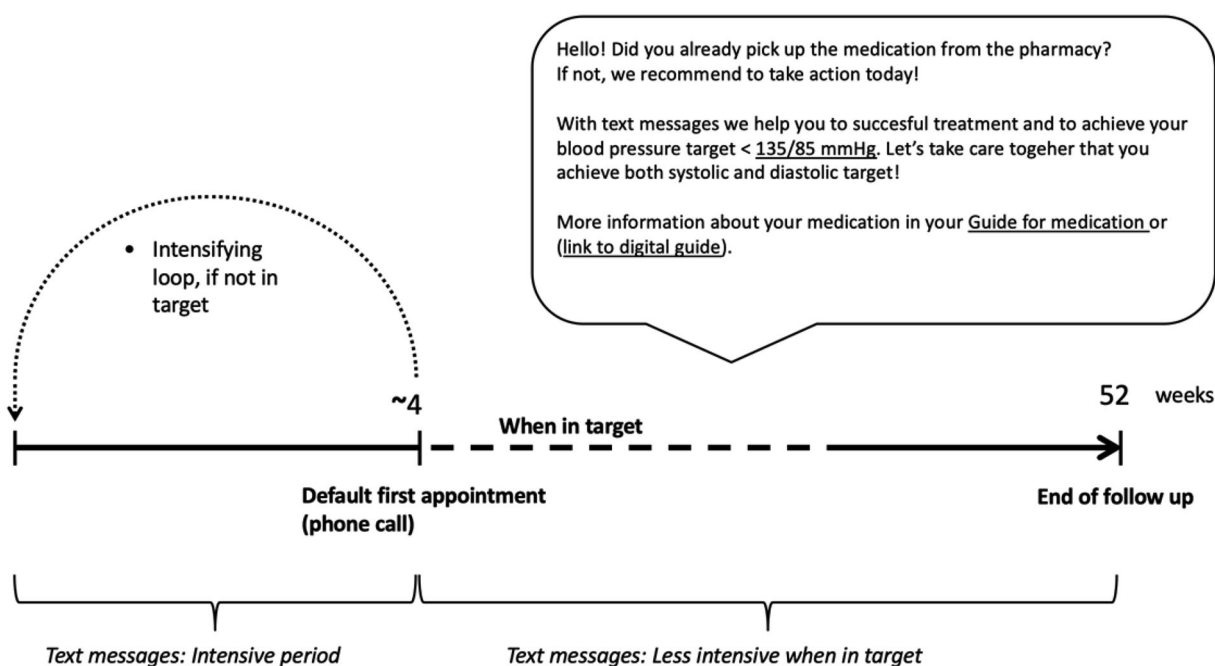 Hello! Did you already pick up the medication from the pharmacy?
If not, we recommend to take action today!
With text messages we help you to succesful treatment and to achieve your
blood pressure target < 135/85 mmHg. Let's take care togeher that you
achieve both systolic and diastolic target!
More information about your medication in your Guide for medication or
(link to digital guide).
• Intensifying
loop, if not in
target
~4
52 weeks
When in target
Default first appointment
(phone call)
End of follow up
Text messages: Intensive period
Text messages: Less intensive when in target